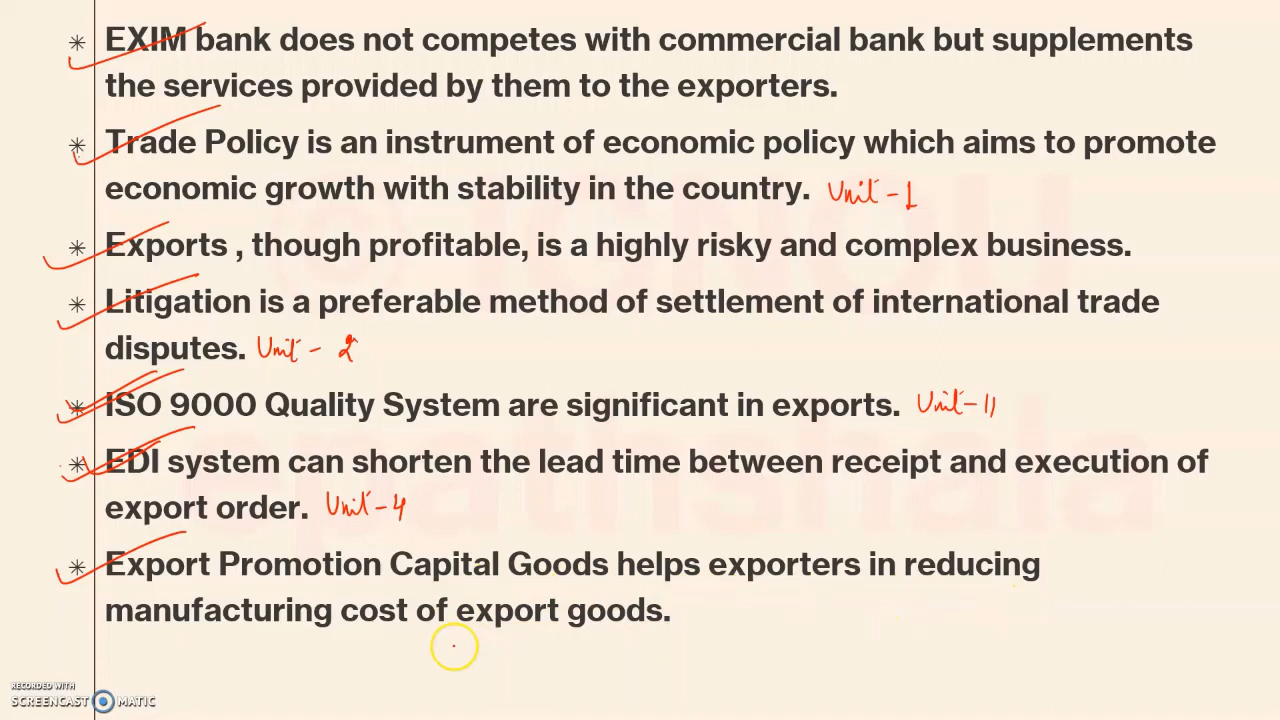 EXIM bank does not competes with commercial bank but supplements
the services provided by them to the exporters.
Trade Policy is an instrument of economic policy which aims to promote
economic growth with stability in the country. Unit - 1
Exports , though profitable, is a highly risky and complex business.
Litigation is a preferable method of settlement of international trade
disputes. Unit - 2
ISO 9000 Quality System are significant in exports. Unit - 11
EDI system can shorten the lead time between receipt and execution of
export order. Unit - 4
Export Promotion Capital Goods helps exporters in reducing
manufacturing cost of export goods.
© IGNOU
epathshala
RECORDED WITH
SCREENCAST MATIC